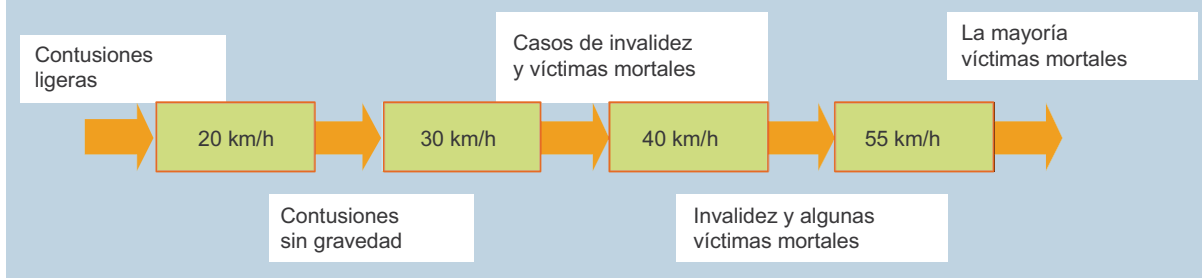 Contusiones
ligeras
Casos de invalidez
y víctimas mortales
La mayoría
víctimas mortales
20 km/h
30 km/h
40 km/h
55 km/h
Contusiones
sin gravedad
Invalidez y algunas
víctimas mortales